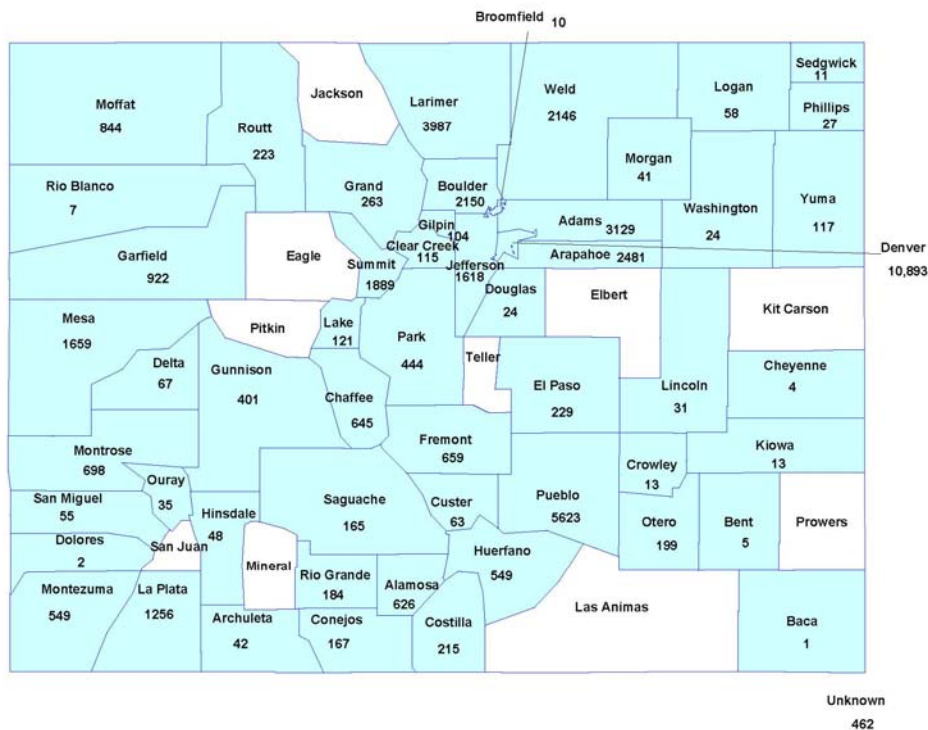 Broomfield 10
Jackson
Moffat
844
Routt
223
Larimer
3987
Weld
2146
Logan
58
Sedgwick
11
Phillips
27
Morgan
41
Rio Blanco
7
Grand
263
Boulder
2150
Gilpin
104
Adams 3129
Washington
24
Yuma
117
Garfield
922
Eagle
Summit
1889
Clear Creek
115
Jefferson
1618
Arapahoe 2481
Denver
10,893
Douglas
24
Elbert
Kit Carson
Mesa
1659
Pitkin
Lake
121
Park
444
Teller
Delta
67
Gunnison
401
Chaffee
645
El Paso
229
Lincoln
31
Cheyenne
4
Montrose
698
Fremont
659
Kiowa
13
Crowley
13
Ouray
35
San Miguel
55
Hinsdale
48
Saguache
165
Custer
63
Pueblo
5623
Otero
199
Bent
5
Prowers
Dolores
2
San Juan
Mineral
Rio Grande
184
Alamosa
626
Huerfano
549
Montezuma
549
La Plata
1256
Archuleta
42
Conejos
167
Costilla
215
Las Animas
Baca
1
Unknown
462